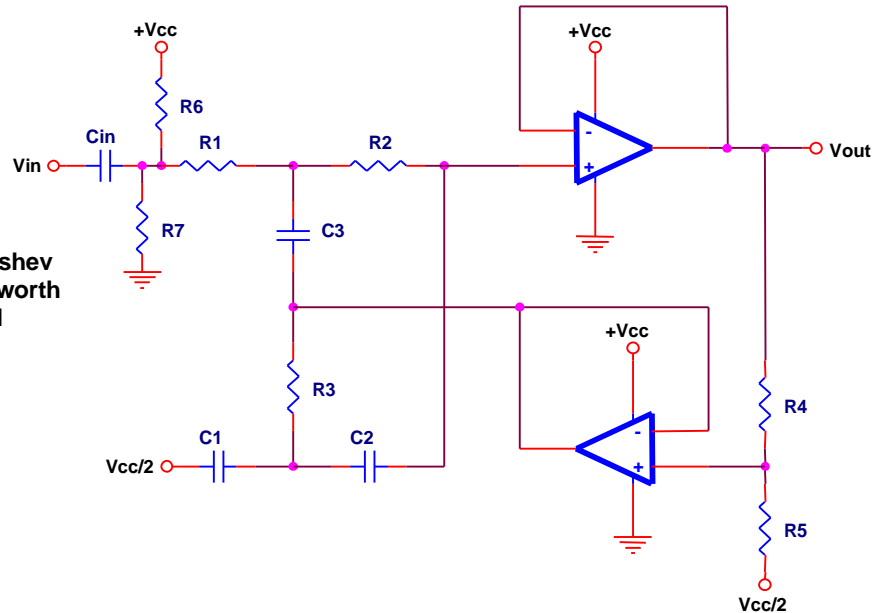 +Vcc
+Vcc
R6
Cin
R1
R2
-
Vin
+
Vout
R7
C3
shev
worth
+Vcc
R3
R4
-
C1
C2
+
Vcc/2
R5
Vcc/2